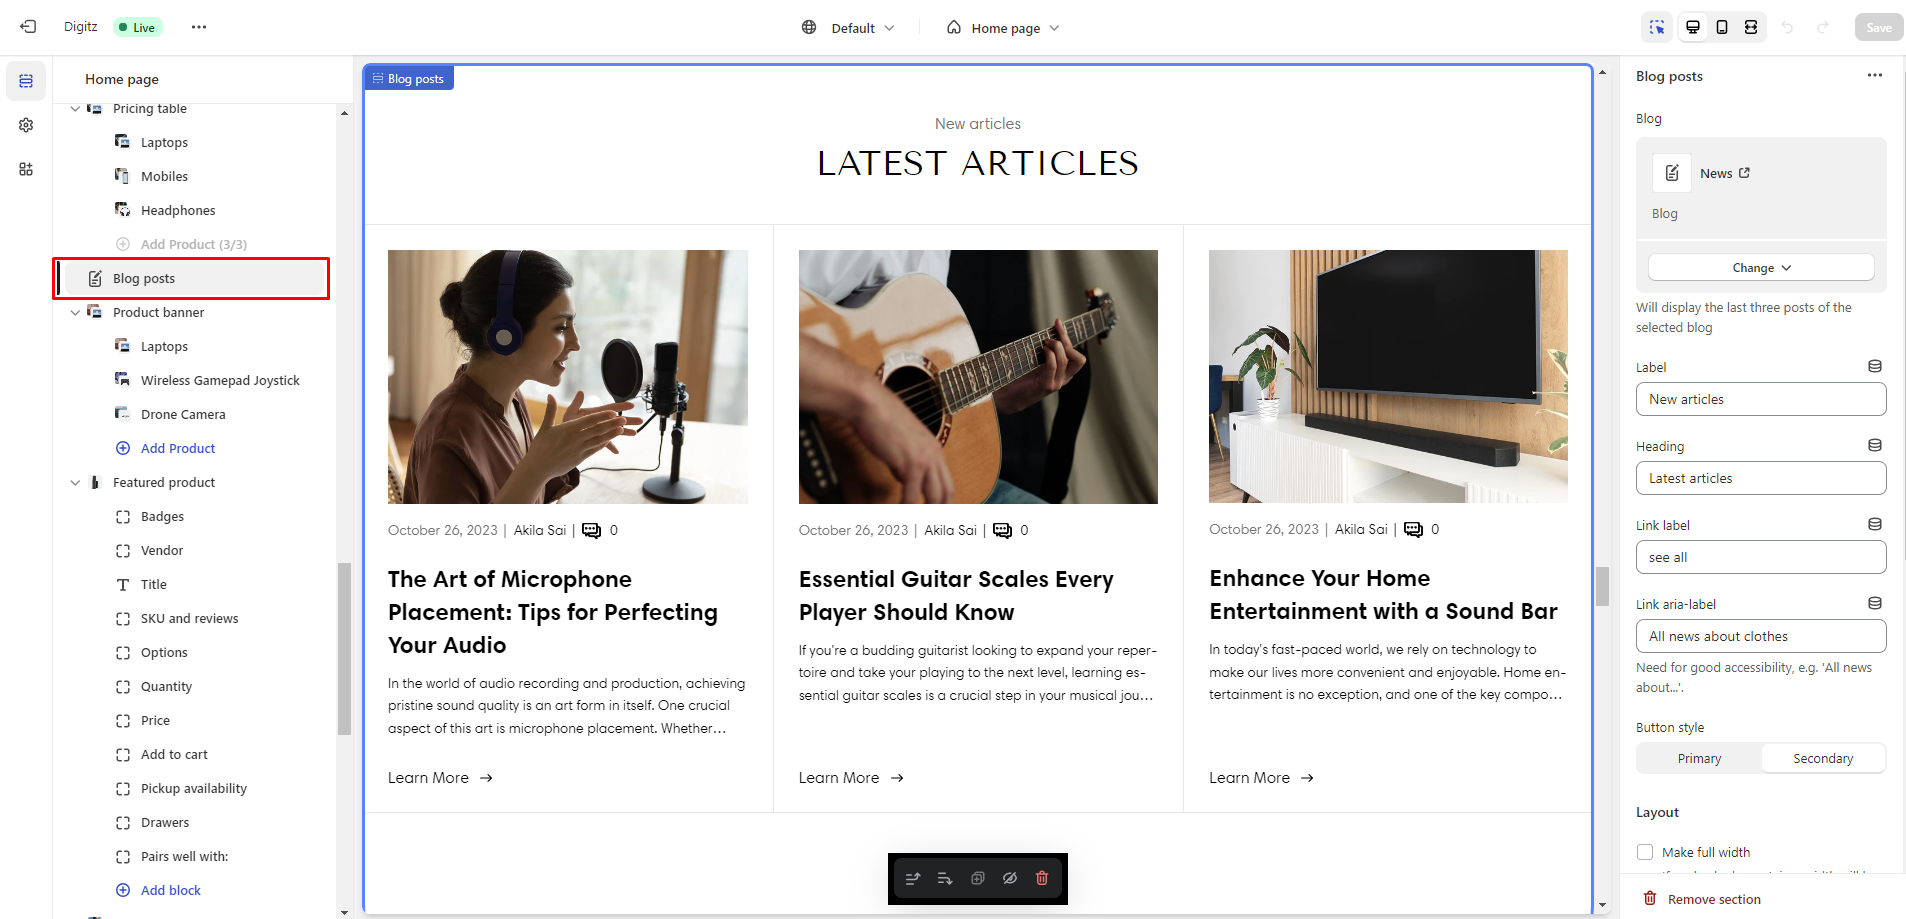 Digitz
Live
Default
Home page
Save
Home page
Pricing table
Laptops
Mobiles
Headphones
Add Product (3/3)
Blog posts
Product banner
Laptops
Wireless Gamepad Joystick
Drone Camera
Add Product
Featured product
Badges
Vendor
Title
SKU and reviews
Options
Quantity
Price
Add to cart
Pickup availability
Drawers
Pairs well with:
Add block
Blog posts
New articles
LATEST ARTICLES
October 26, 2023 | Akila Sai | 0
The Art of Microphone
Placement: Tips for Perfecting
Your Audio
In the world of audio recording and production, achieving
pristine sound quality is an art form in itself. One crucial
aspect of this art is microphone placement. Whether...
Learn More
October 26, 2023 | Akila Sai | 0
Essential Guitar Scales Every
Player Should Know
If you're a budding guitarist looking to expand your reper-
toire and take your playing to the next level, learning es-
sential guitar scales is a crucial step in your musical jou...
Learn More
October 26, 2023 | Akila Sai | 0
Enhance Your Home
Entertainment with a Sound Bar
In today's fast-paced world, we rely on technology to
make our lives more convenient and enjoyable. Home en-
tertainment is no exception, and one of the key compo...
Learn More
Blog posts
Blog
News
Blog
Change
Will display the last three posts of the
selected blog
Label
New articles
Heading
Latest articles
Link label
see all
Link aria-label
All news about clothes
Need for good accessibility, e.g. 'All news
about...'.
Button style
Primary
Secondary
Layout
Make full width
Remove section